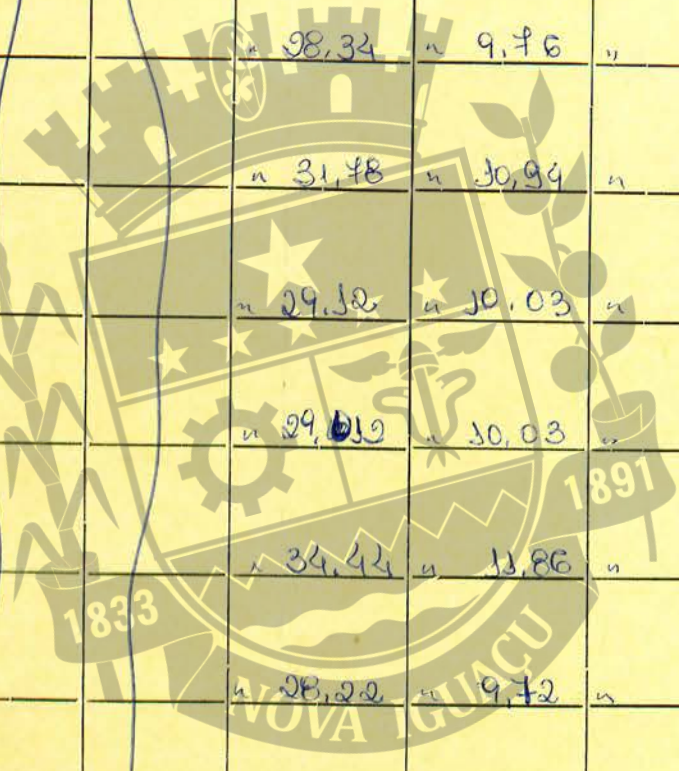 " 28,34 " 9,76 "
" 31,78 " 10,94 "
" 29,12 " 10,03 "
" 29,12 " 10,03 "
" 34,44 " 11,86 "
" 28,22 " 9,72 "
1833
1891
NOVA IGUAÇU